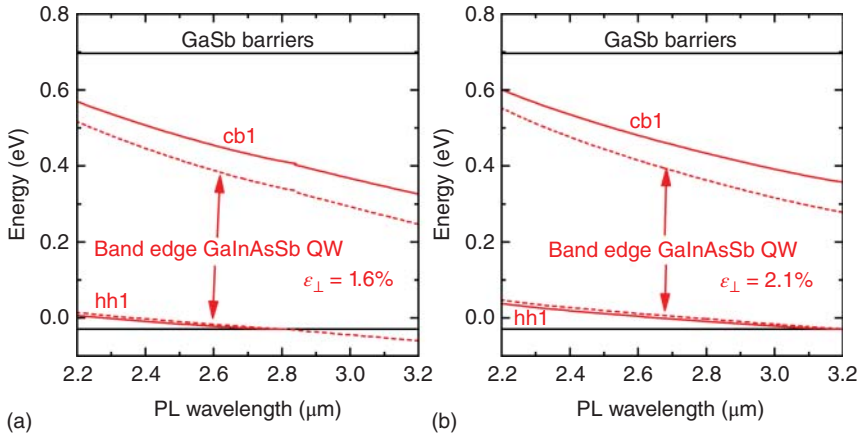 GaSb barriers
cb1
Band edge GaInAsSb QW
ε⊥ = 1.6%
hh1
0.8
0.6
0.4
0.2
0.0
Energy (eV)
2.2 2.4 2.6 2.8 3.0 3.2
PL wavelength (μm)
(a)
GaSb barriers
cb1
Band edge GaInAsSb QW
ε⊥ = 2.1%
hh1
0.8
0.6
0.4
0.2
0.0
Energy (eV)
2.2 2.4 2.6 2.8 3.0 3.2
PL wavelength (μm)
(b)